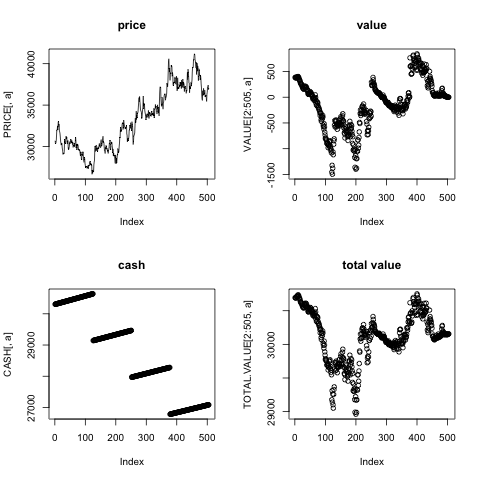 price
PRICE[, a]
40000
35000
30000
0 100 200 300 400 500
Index
value
VALUE[2:505, a]
500
0
-500
-1500
0 100 200 300 400 500
Index
cash
CASH[, a]
29000
27000
0 100 200 300 400 500
Index
total value
TOTAL.VALUE[2:505, a]
30000
29000
0 100 200 300 400 500
Index